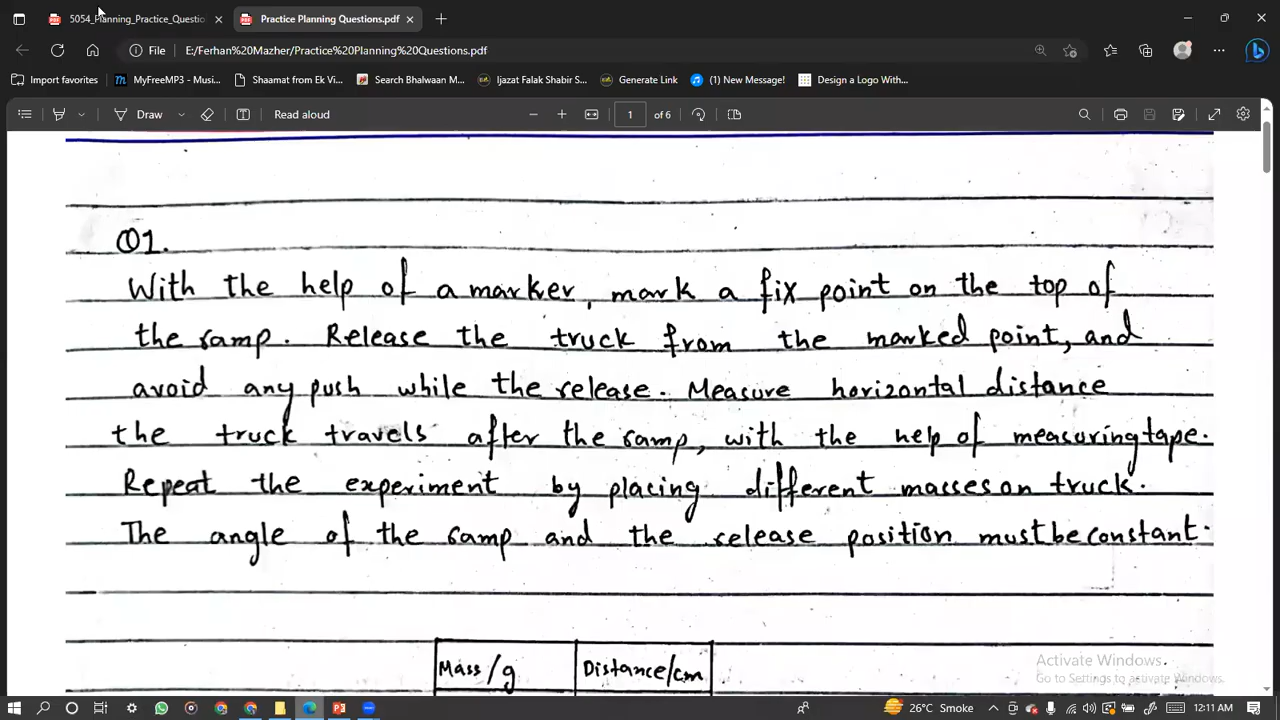 5054_Planning_Practice_Questio
Practice Planning Questions.pdf
File E:/Ferhan%20Mazher/Practice%20Planning%20Questions.pdf
Import favorites MyFreeMP3 - Musi... Shaamat from Ek Vi... Search Bhalwaan M... Ijazat Falak Shabir S... Generate Link (1) New Message! Design a Logo With...
Draw Read aloud 1 of 6
Q1.
With the help of a marker, mark a fix point on the top of
the ramp. Release the truck from the marked point, and
avoid any push while the release. Measure horizontal distance
the truck travels after the ramp, with the help of measuring tape.
Repeat the experiment by placing different masses on truck.
The angle of the ramp and the release position must be constant.
Mass/g Distance/cm
Activate Windows
Go to Settings to activate Windows.
26°C Smoke 12:11 AM